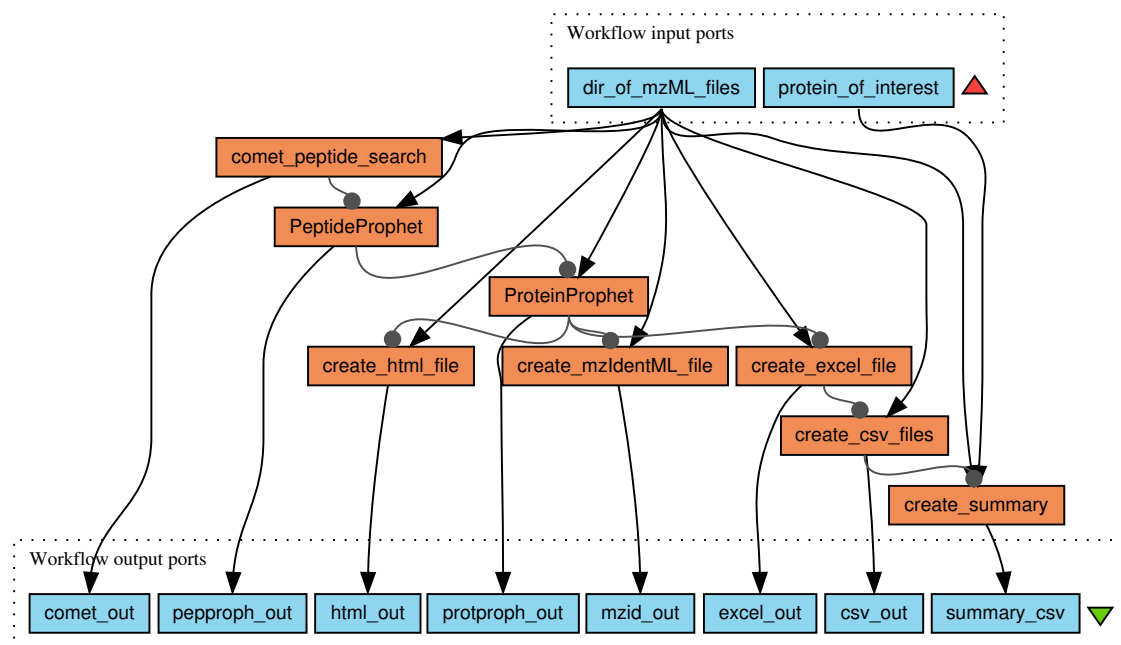 Workflow input ports
dir_of_mzML_files
protein_of_interest
comet_peptide_search
PeptideProphet
ProteinProphet
create_html_file
create_mzIdentML_file
create_excel_file
create_csv_files
create_summary
Workflow output ports
comet_out
pepproph_out
html_out
protproph_out
mzid_out
excel_out
csv_out
summary_csv